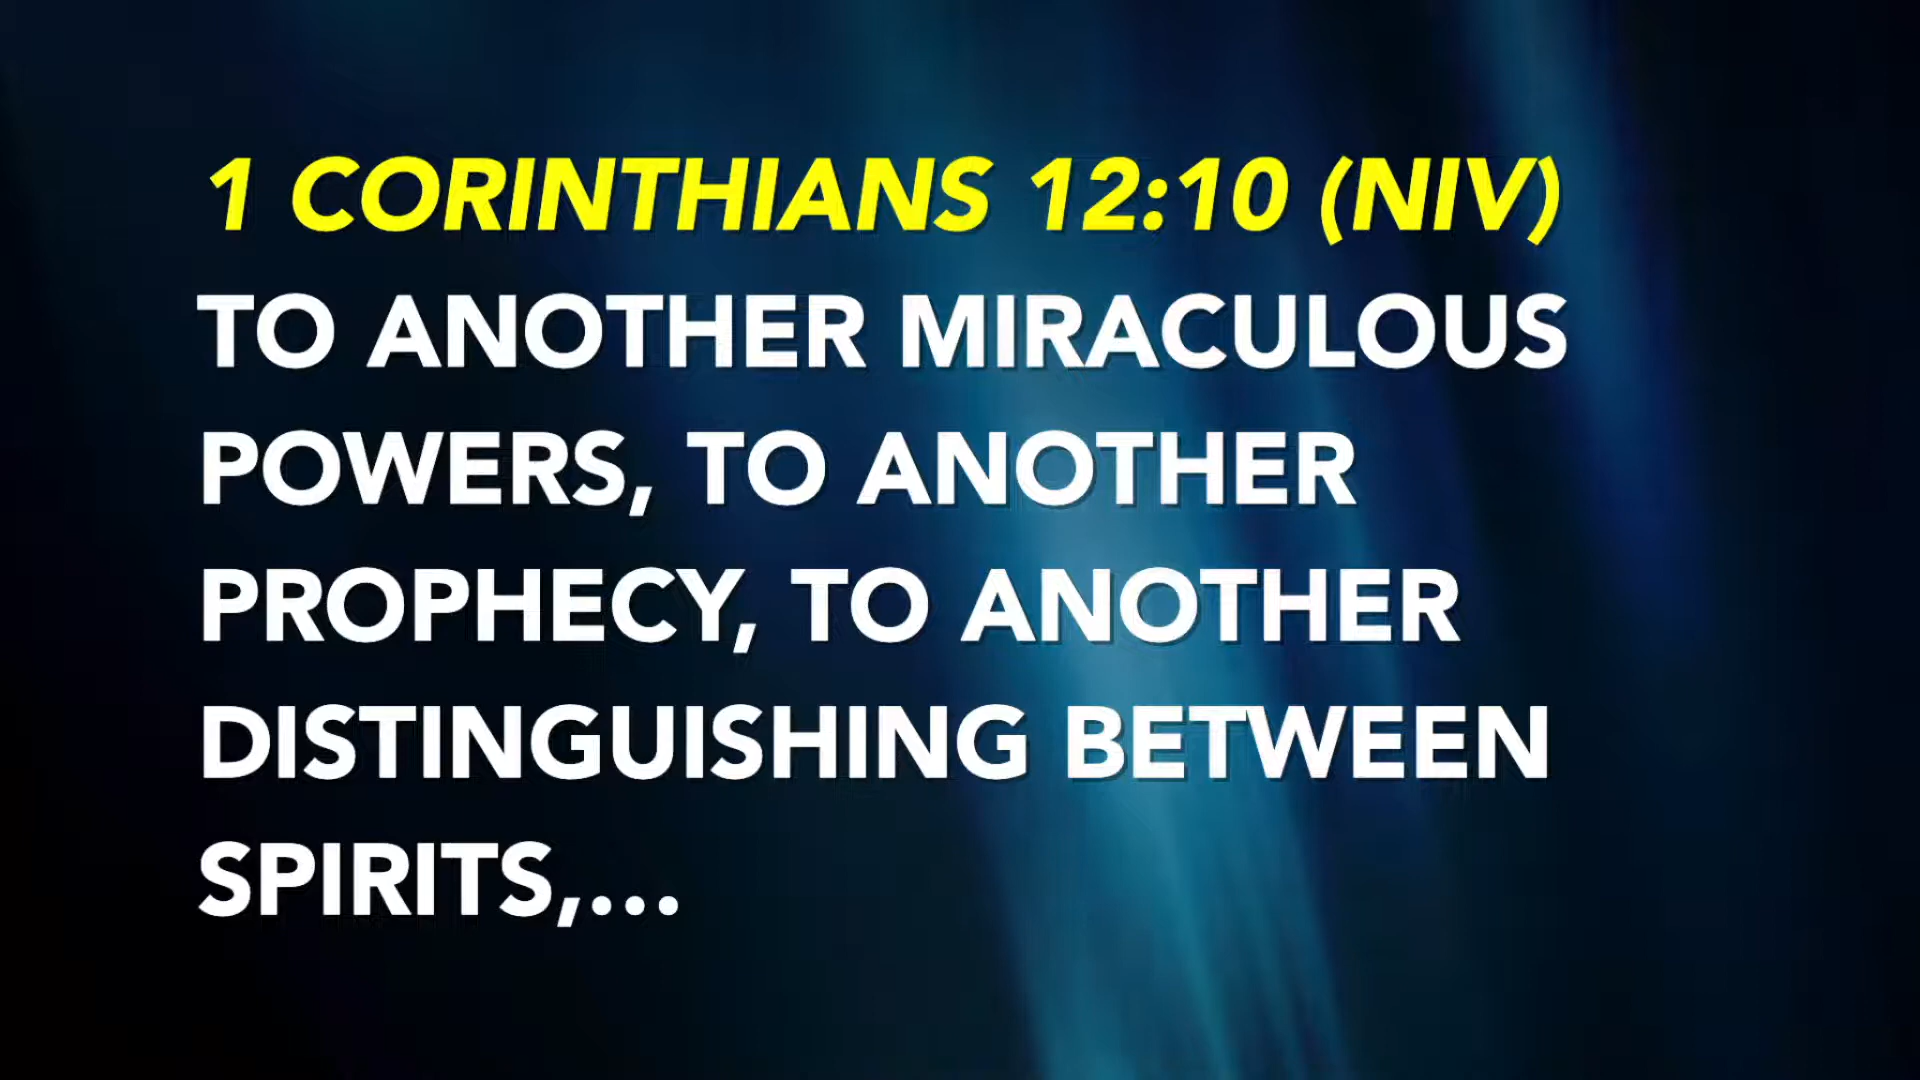 1 CORINTHIANS 12:10 (NIV)
TO ANOTHER MIRACULOUS
POWERS, TO ANOTHER
PROPHECY, TO ANOTHER
DISTINGUISHING BETWEEN
SPIRITS,...